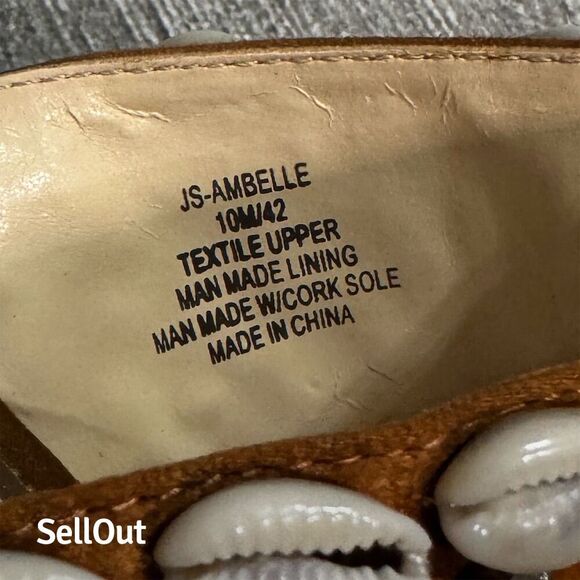 JS-AMBELLE
10M/42
TEXTILE UPPER
MAN MADE LINING
MAN MADE W/CORK SOLE
MADE IN CHINA
SellOut